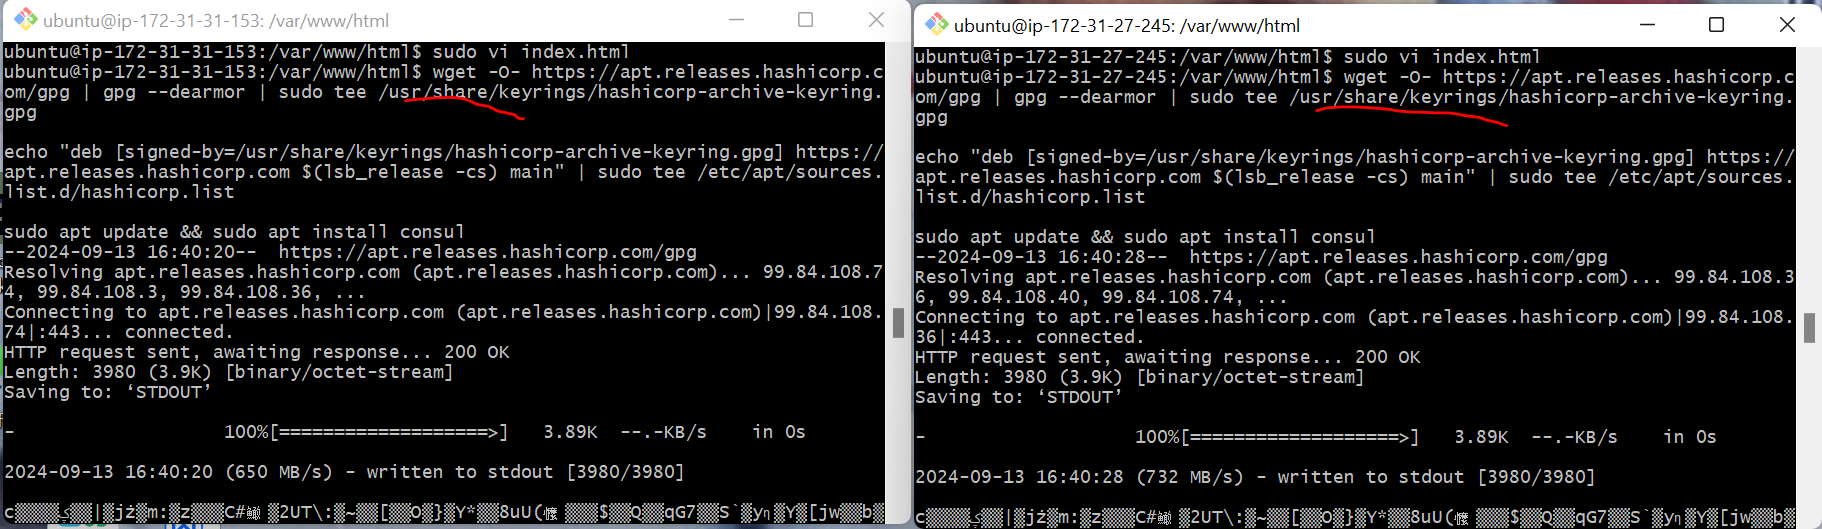 ubuntu@ip-172-31-31-153: /var/www/html
ubuntu@ip-172-31-31-153:/var/www/html$ sudo vi index.html
ubuntu@ip-172-31-31-153:/var/www/html$ wget -O- https://apt.releases.hashicorp.c
om/gpg | gpg --dearmor | sudo tee /usr/share/keyrings/hashicorp-archive-keyring.
gpg
echo "deb [signed-by=/usr/share/keyrings/hashicorp-archive-keyring.gpg] https://
apt.releases.hashicorp.com $(lsb_release -cs) main" | sudo tee /etc/apt/sources.
list.d/hashicorp.list
sudo apt update && sudo apt install consul
--2024-09-13 16:40:20--  https://apt.releases.hashicorp.com/gpg
Resolving apt.releases.hashicorp.com (apt.releases.hashicorp.com)... 99.84.108.7
4, 99.84.108.3, 99.84.108.36, ...
Connecting to apt.releases.hashicorp.com (apt.releases.hashicorp.com)|99.84.108.
74|:443... connected.
HTTP request sent, awaiting response... 200 OK
Length: 3980 (3.9K) [binary/octet-stream]
Saving to: ‘STDOUT’
-                   100%[===================>]   3.89K  --.-KB/s    in 0s
2024-09-13 16:40:20 (650 MB/s) - written to stdout [3980/3980]
ubuntu@ip-172-31-27-245: /var/www/html
ubuntu@ip-172-31-27-245:/var/www/html$ sudo vi index.html
ubuntu@ip-172-31-27-245:/var/www/html$ wget -O- https://apt.releases.hashicorp.c
om/gpg | gpg --dearmor | sudo tee /usr/share/keyrings/hashicorp-archive-keyring.
gpg
echo "deb [signed-by=/usr/share/keyrings/hashicorp-archive-keyring.gpg] https://
apt.releases.hashicorp.com $(lsb_release -cs) main" | sudo tee /etc/apt/sources.
list.d/hashicorp.list
sudo apt update && sudo apt install consul
--2024-09-13 16:40:28--  https://apt.releases.hashicorp.com/gpg
Resolving apt.releases.hashicorp.com (apt.releases.hashicorp.com)... 99.84.108.3
6, 99.84.108.40, 99.84.108.74, ...
Connecting to apt.releases.hashicorp.com (apt.releases.hashicorp.com)|99.84.108.
36|:443... connected.
HTTP request sent, awaiting response... 200 OK
Length: 3980 (3.9K) [binary/octet-stream]
Saving to: ‘STDOUT’
-                   100%[===================>]   3.89K  --.-KB/s    in 0s
2024-09-13 16:40:28 (732 MB/s) - written to stdout [3980/3980]